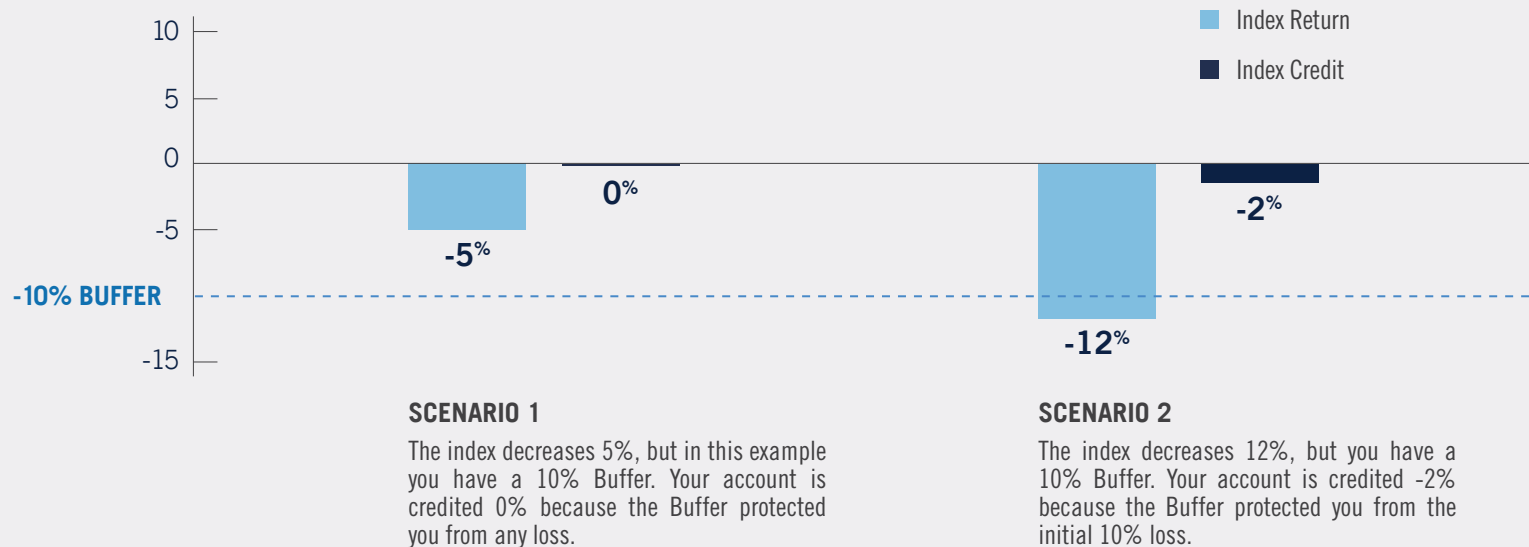 Index Return
Index Credit
10
5
0
-5
-10% BUFFER
-15
-5%
0%
-12%
-2%
SCENARIO 1
The index decreases 5%, but in this example
you have a 10% Buffer. Your account is
credited 0% because the Buffer protected
you from any loss.
SCENARIO 2
The index decreases 12%, but you have a
10% Buffer. Your account is credited -2%
because the Buffer protected you from the
initial 10% loss.